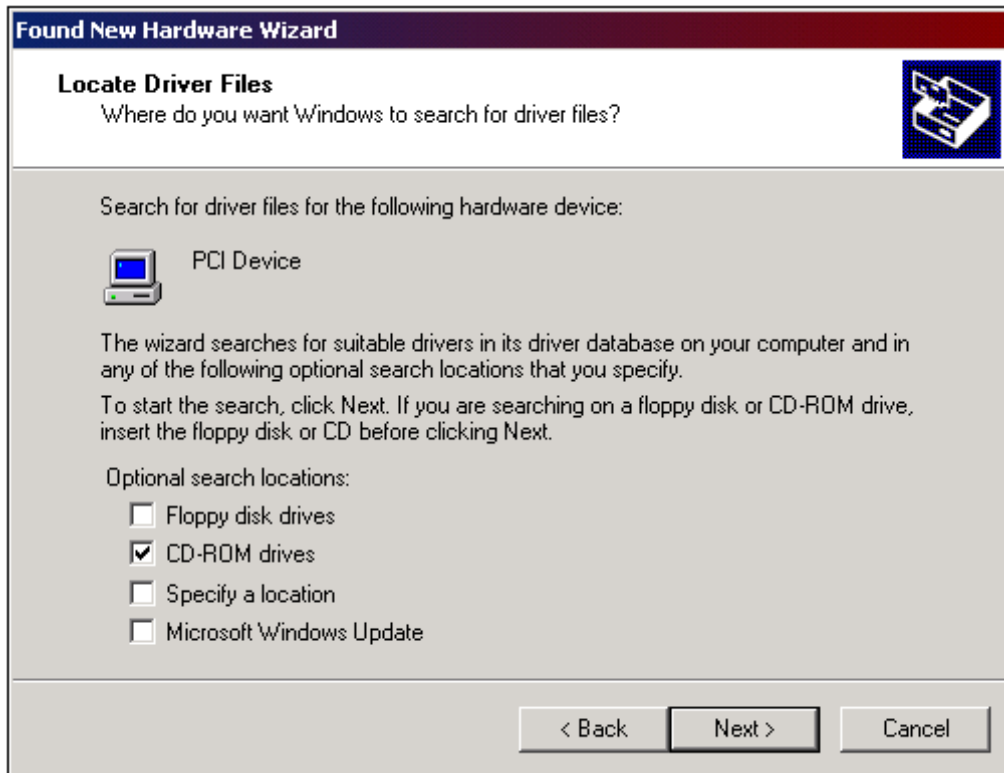 Found New Hardware Wizard
Locate Driver Files
Where do you want Windows to search for driver files?
Search for driver files for the following hardware device:
PCI Device
The wizard searches for suitable drivers in its driver database on your computer and in
any of the following optional search locations that you specify.
To start the search, click Next. If you are searching on a floppy disk or CD-ROM drive,
insert the floppy disk or CD before clicking Next.
Optional search locations:
Floppy disk drives
CD-ROM drives
Specify a location
Microsoft Windows Update
< Back Next > Cancel